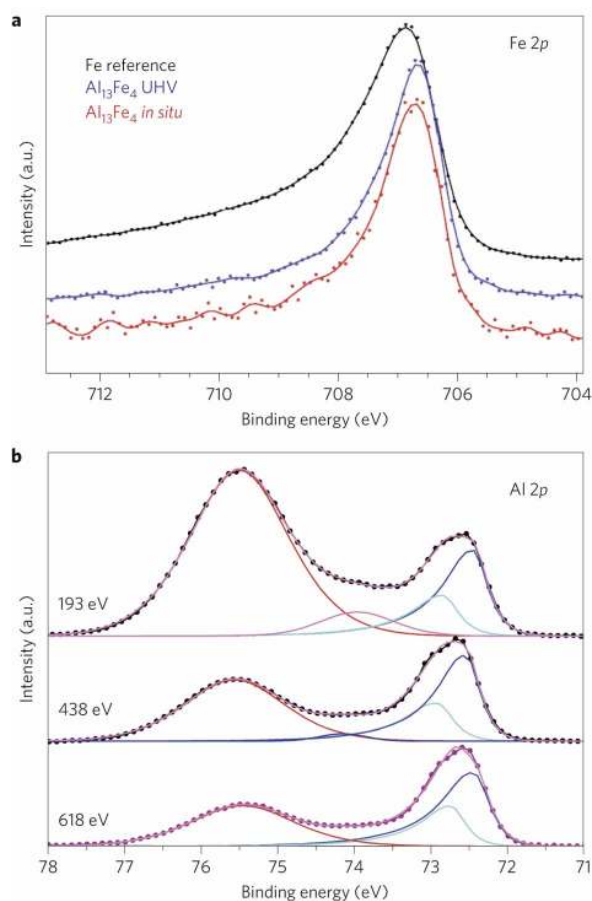 a
Fe 2p
Fe reference
Al₁₃Fe₄ UHV
Al₁₃Fe₄ in situ
Intensity (a.u.)
712
710
708
706
704
Binding energy (eV)
b
Al 2p
193 eV
438 eV
618 eV
Intensity (a.u.)
78
77
76
75
74
73
72
71
Binding energy (eV)